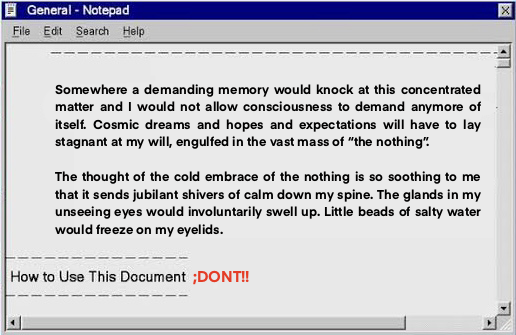 General - Notepad
File Edit Search Help
Somewhere a demanding memory would knock at this concentrated
matter and I would not allow consciousness to demand anymore of
itself. Cosmic dreams and hopes and expectations will have to lay
stagnant at my will, engulfed in the vast mass of “the nothing”.
The thought of the cold embrace of the nothing is so soothing to me
that it sends jubilant shivers of calm down my spine. The glands in my
unseeing eyes would involuntarily swell up. Little beads of salty water
would freeze on my eyelids.
How to Use This Document ;DONT!!